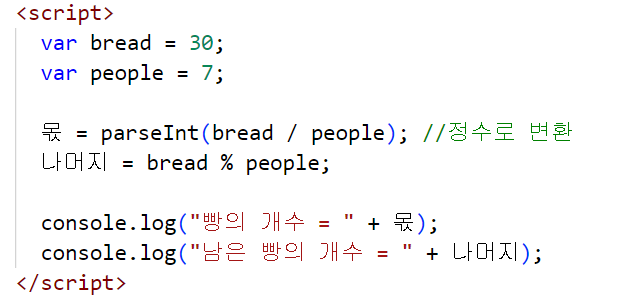 <script>
var bread = 30;
var people = 7;
몫 = parseInt(bread / people); //정수로 변환
나머지 = bread % people;
console.log("빵의 개수 = " + 몫);
console.log("남은 빵의 개수 = " + 나머지);
</script>